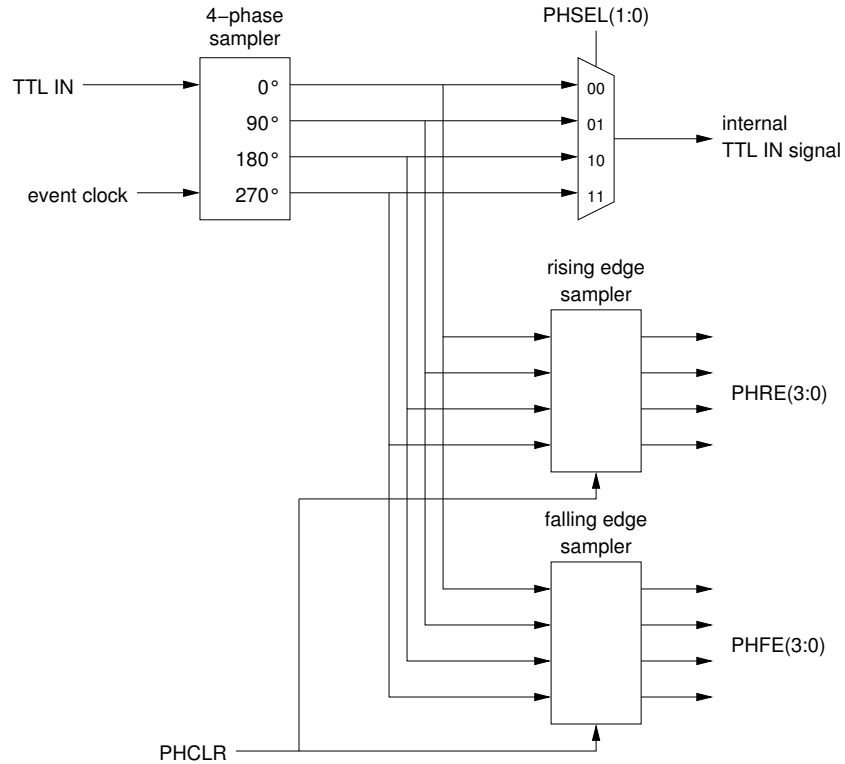 4−phase
sampler
PHSEL(1:0)
TTL IN
0°
00
90°
01
internal
TTL IN signal
180°
10
event clock
270°
11
rising edge
sampler
PHRE(3:0)
falling edge
sampler
PHFE(3:0)
PHCLR